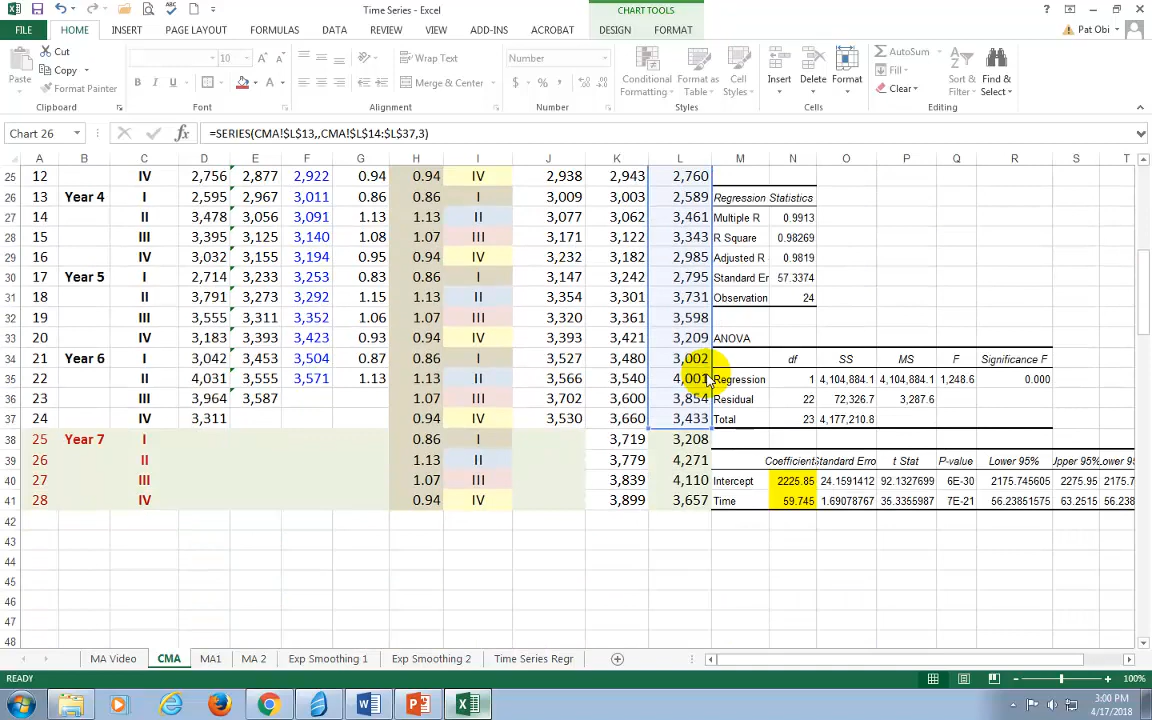 Time Series - Excel
CHART TOOLS
FILE HOME INSERT PAGE LAYOUT FORMULAS DATA REVIEW VIEW ADD-INS ACROBAT DESIGN FORMAT Pat Obi
Paste Cut Copy Format Painter Clipboard
10 Wrap Text Merge & Center Number
Font Alignment Number
Conditional Formatting Format as Table Cell Styles Styles
Insert Delete Format Cells
AutoSum Fill Clear Sort & Filter Find & Select Editing
Chart 26 =SERIES(CMA!$L$13,,CMA!$L$14:$L$37,3)
A B C D E F G H I J K L M N O P Q R S T
25 12 IV 2,756 2,877 2,922 0.94 0.94 IV 2,938 2,943 2,760
26 13 Year 4 I 2,595 2,967 3,011 0.86 0.86 I 3,009 3,003 2,589 Regression Statistics
27 14 II 3,478 3,056 3,091 1.13 1.13 II 3,077 3,062 3,461 Multiple R 0.9913
28 15 III 3,395 3,125 3,140 1.08 1.07 III 3,171 3,122 3,343 R Square 0.98269
29 16 IV 3,032 3,155 3,194 0.95 0.94 IV 3,232 3,182 2,985 Adjusted R 0.9819
30 17 Year 5 I 2,714 3,233 3,253 0.83 0.86 I 3,147 3,242 2,795 Standard Er 57.3374
31 18 II 3,791 3,273 3,292 1.15 1.13 II 3,354 3,301 3,731 Observation 24
32 19 III 3,555 3,311 3,352 1.06 1.07 III 3,320 3,361 3,598
33 20 IV 3,183 3,393 3,423 0.93 0.94 IV 3,393 3,421 3,209 ANOVA
34 21 Year 6 I 3,042 3,453 3,504 0.87 0.86 I 3,527 3,480 3,002 df SS MS F Significance F
35 22 II 4,031 3,555 3,571 1.13 1.13 II 3,566 3,540 4,001 Regression 1 4,104,884.1 4,104,884.1 1,248.6 0.000
36 23 III 3,964 3,587 1.07 III 3,702 3,600 3,854 Residual 22 72,326.7 3,287.6
37 24 IV 3,311 0.94 IV 3,530 3,660 3,433 Total 23 4,177,210.8
38 25 Year 7 I 0.86 I 3,719 3,208
39 26 II 1.13 II 3,779 4,271 Coefficient Standard Erro t Stat P-value Lower 95% Upper 95% Lower 95
40 27 III 1.07 III 3,839 4,110 Intercept 2225.85 24.1591412 92.1327699 6E-30 2175.745605 2275.95 2175.7
41 28 IV 0.94 IV 3,899 3,657 Time 59.745 1.69078767 35.3355987 7E-21 56.23851575 63.2515 56.238
42
43
44
45
46
47
48
MA Video CMA MA1 MA 2 Exp Smoothing 1 Exp Smoothing 2 Time Series Regr
READY 100%
3:00 PM
4/17/2018